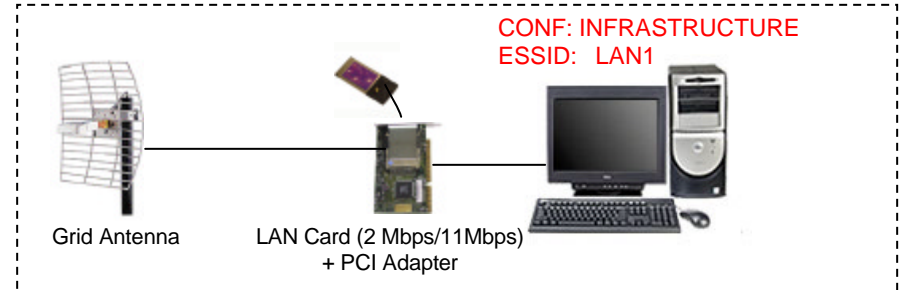 CONF: INFRASTRUCTURE
ESSID: LAN1
Grid Antenna
LAN Card (2 Mbps/11Mbps)
+ PCI Adapter